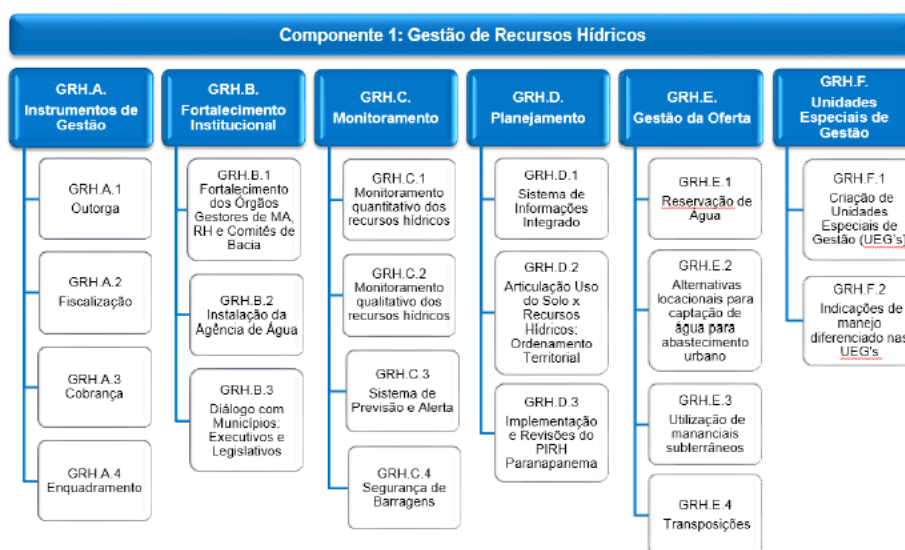 Componente 1: Gestão de Recursos Hídricos
GRH.A.
Instrumentos de
Gestão
GRH.A.1
Outorga
GRH.A.2
Fiscalização
GRH.A.3
Cobrança
GRH.A.4
Enquadramento
GRH.B.
Fortalecimento
Institucional
GRH.B.1
Fortalecimento
dos Órgãos
Gestores de MA,
RH e Comitês de
Bacia
GRH.B.2
Instalação da
Agência de Água
GRH.B.3
Diálogo com
Municípios:
Executivos e
Legislativos
GRH.C.
Monitoramento
GRH.C.1
Monitoramento
quantitativo dos
recursos hídricos
GRH.C.2
Monitoramento
qualitativo dos
recursos hídricos
GRH.C.3
Sistema de
Previsão e Alerta
GRH.C.4
Segurança de
Barragens
GRH.D.
Planejamento
GRH.D.1
Sistema de
Informações
Integrado
GRH.D.2
Articulação Uso
do Solo x
Recursos
Hídricos:
Ordenamento
Territorial
GRH.D.3
Implementação
e Revisões do
PIRH
Paranapanema
GRH.E.
Gestão da Oferta
GRH.E.1
Reservação de
Água
GRH.E.2
Alternativas
locacionais para
captação de
água para
abastecimento
urbano
GRH.E.3
Utilização de
mananciais
subterrâneos
GRH.E.4
Transposições
GRH.F.
Unidades
Especiais de
Gestão
GRH.F.1
Criação de
Unidades
Especiais de
Gestão (UEG's)
GRH.F.2
Indicações de
manejo
diferenciado nas
UEG's